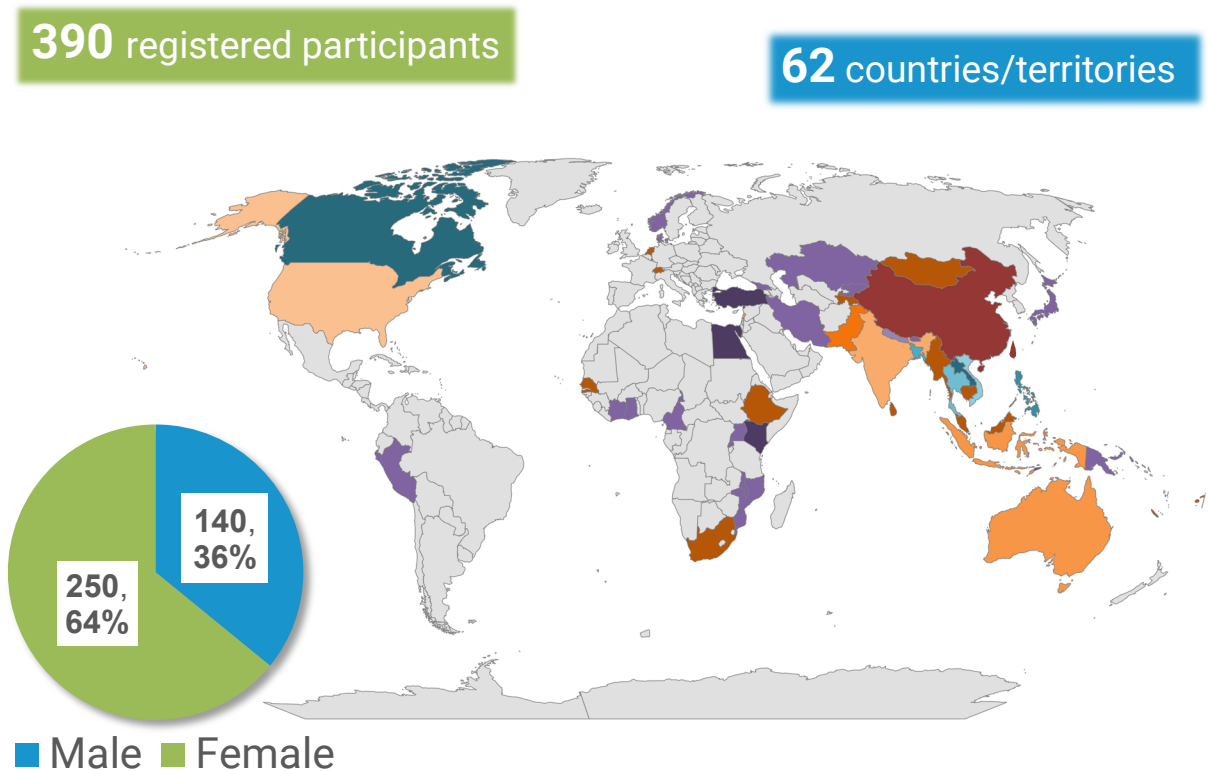 390 registered participants
62 countries/territories
140,
36%
250,
64%
Male Female